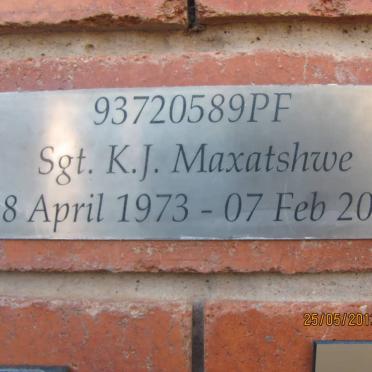 93720589PF
Sgt. K.J. Maxatshwe
8 April 1973 - 07 Feb 20
25/05/201